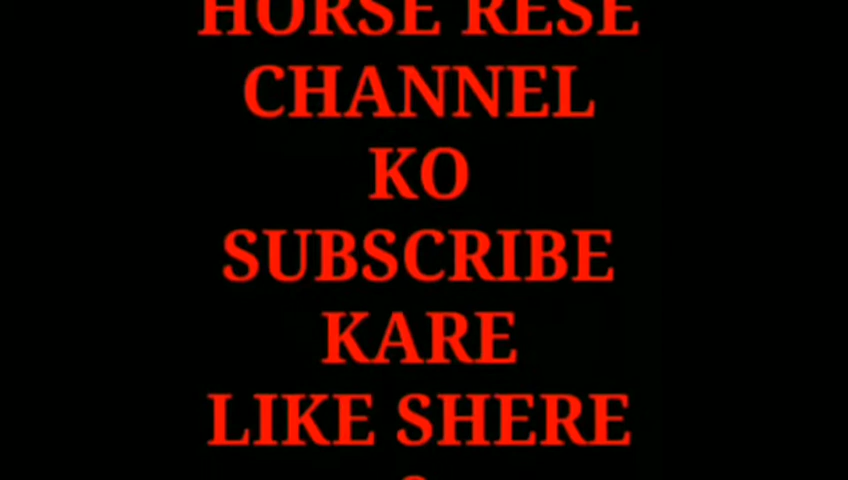 HORSE RESE
CHANNEL
KO
SUBSCRIBE
KARE
LIKE SHERE